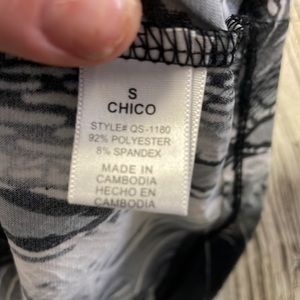 S
CHICO
STYLE# QS-1180
92% POLYESTER
8% SPANDEX
MADE IN
CAMBODIA
HECHO EN
CAMBODIA